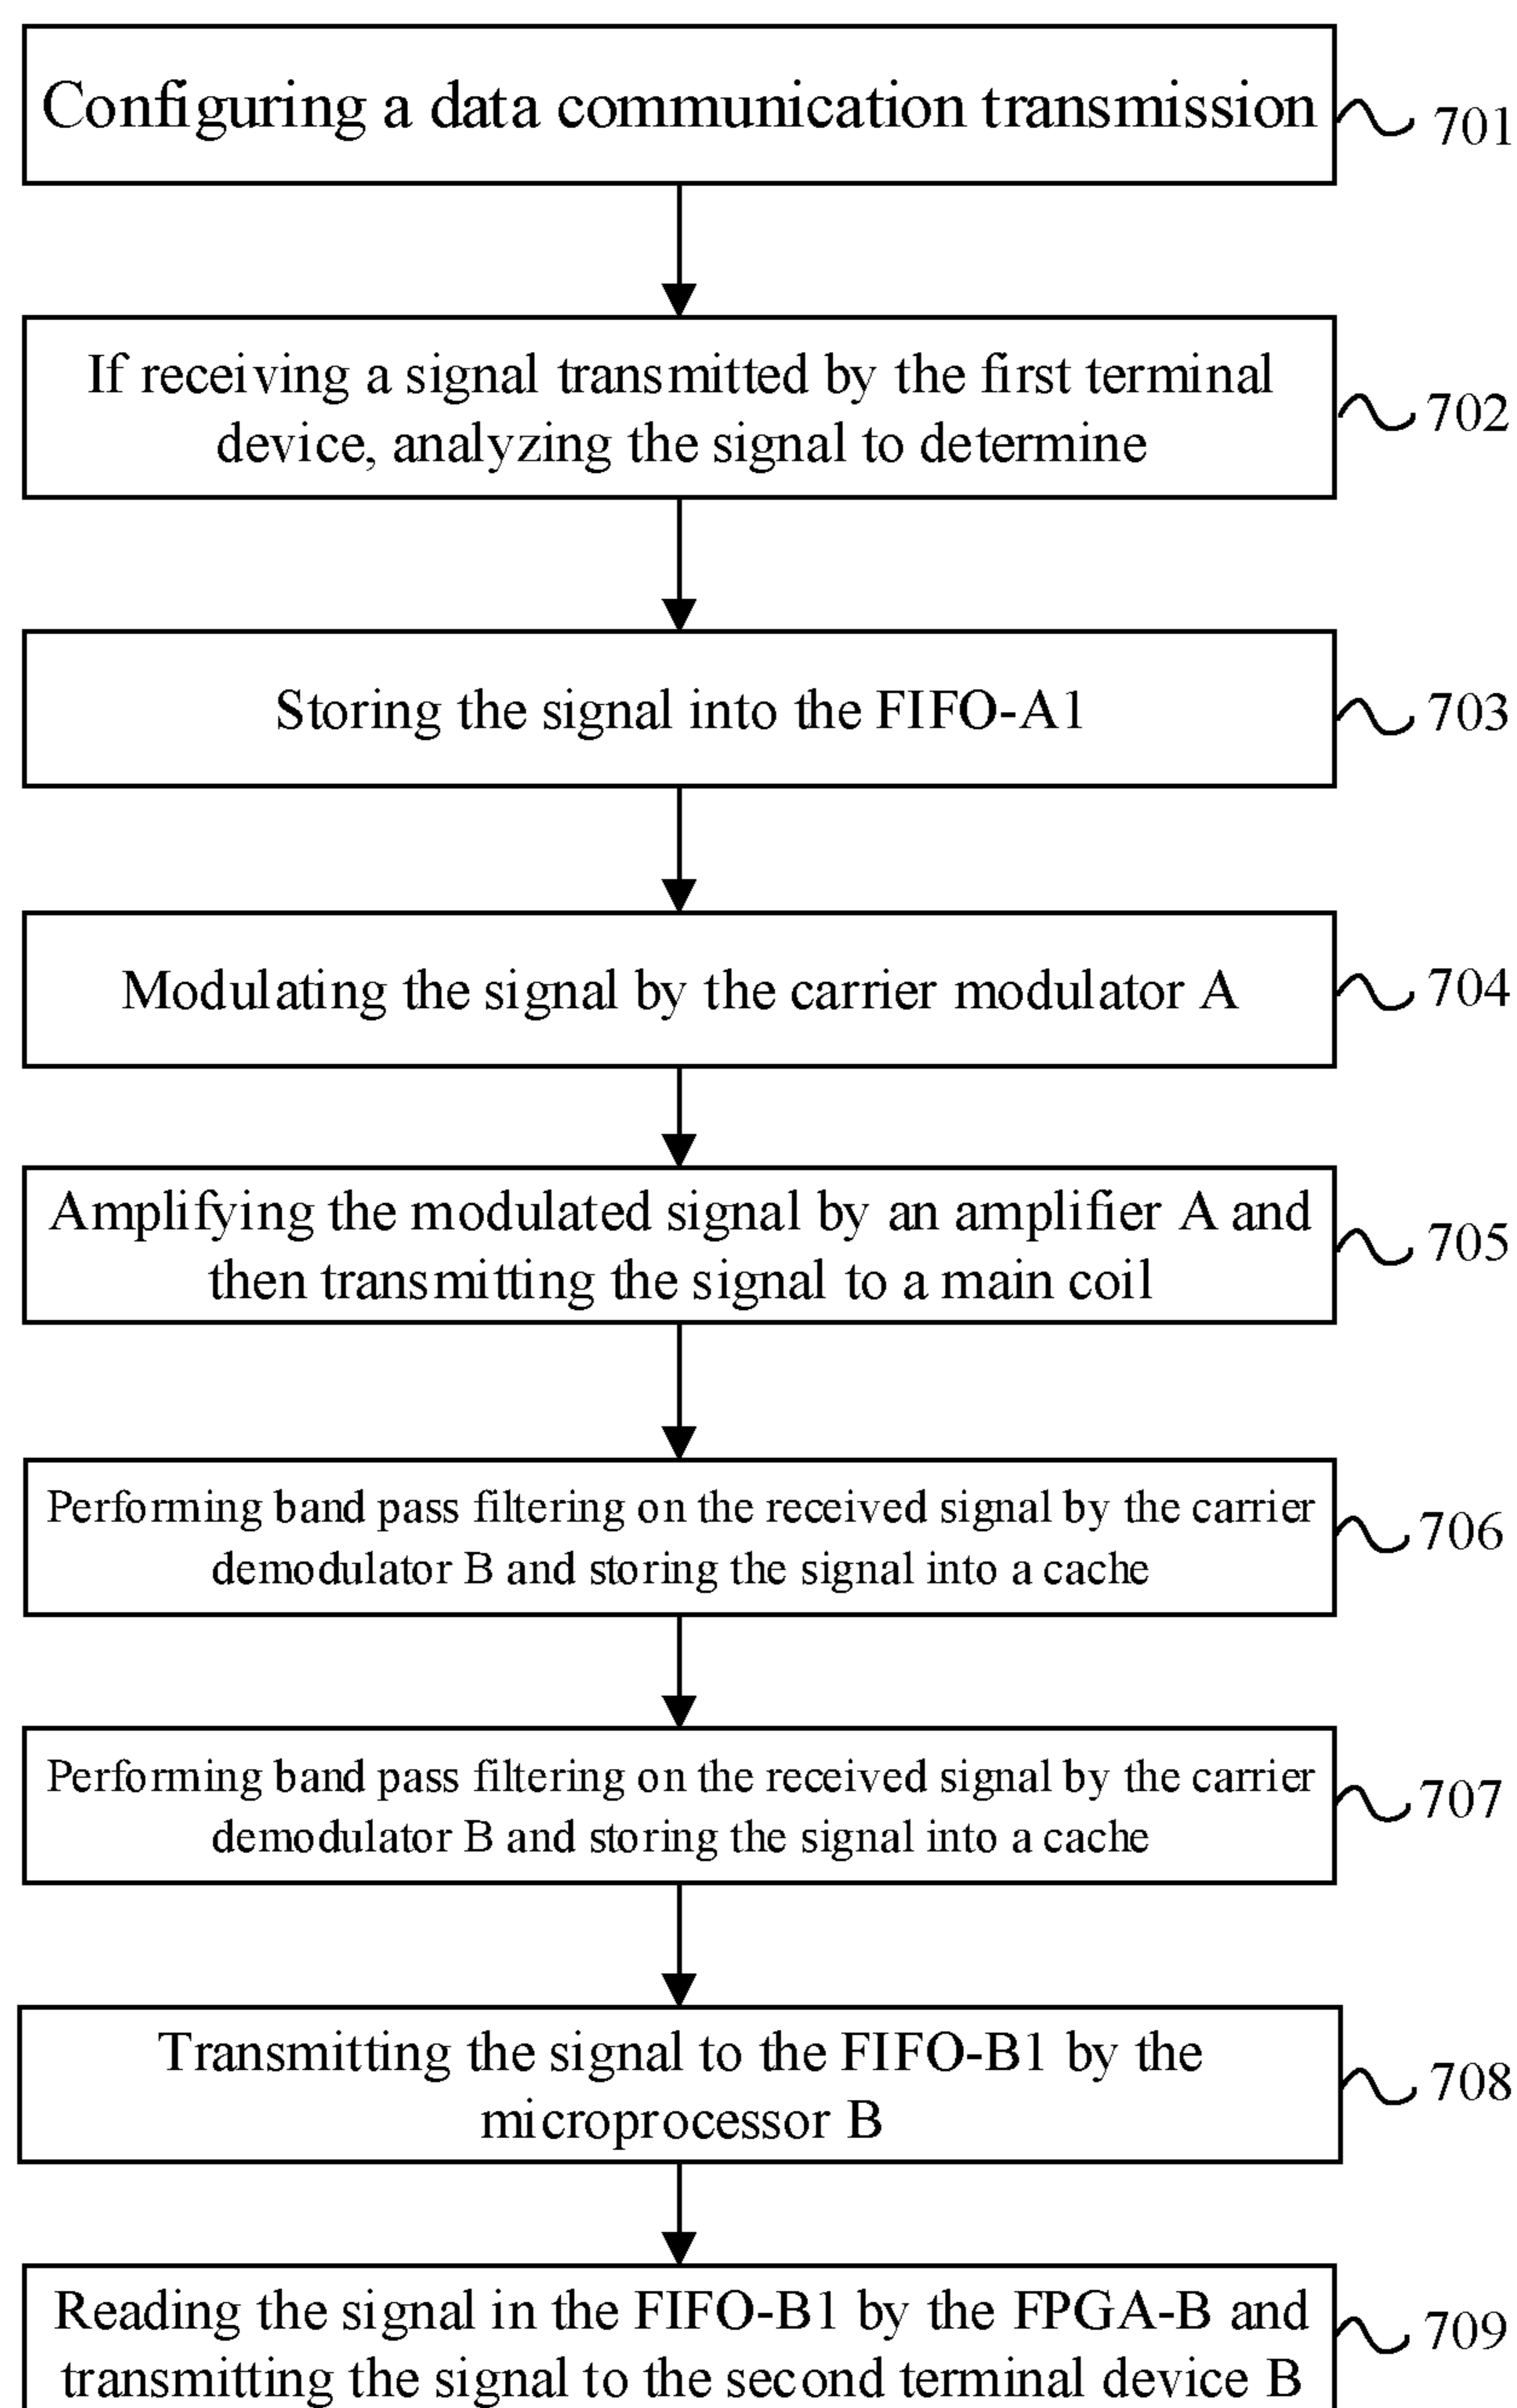 Configuring a data communication transmission
701
If receiving a signal transmitted by the first terminal
device, analyzing the signal to determine
702
Storing the signal into the FIFO-A1
703
Modulating the signal by the carrier modulator A
704
Amplifying the modulated signal by an amplifier A and
then transmitting the signal to a main coil
705
Performing band pass filtering on the received signal by the carrier
demodulator B and storing the signal into a cache
706
Performing band pass filtering on the received signal by the carrier
demodulator B and storing the signal into a cache
707
Transmitting the signal to the FIFO-B1 by the
microprocessor B
708
Reading the signal in the FIFO-B1 by the FPGA-B and
transmitting the signal to the second terminal device B
709